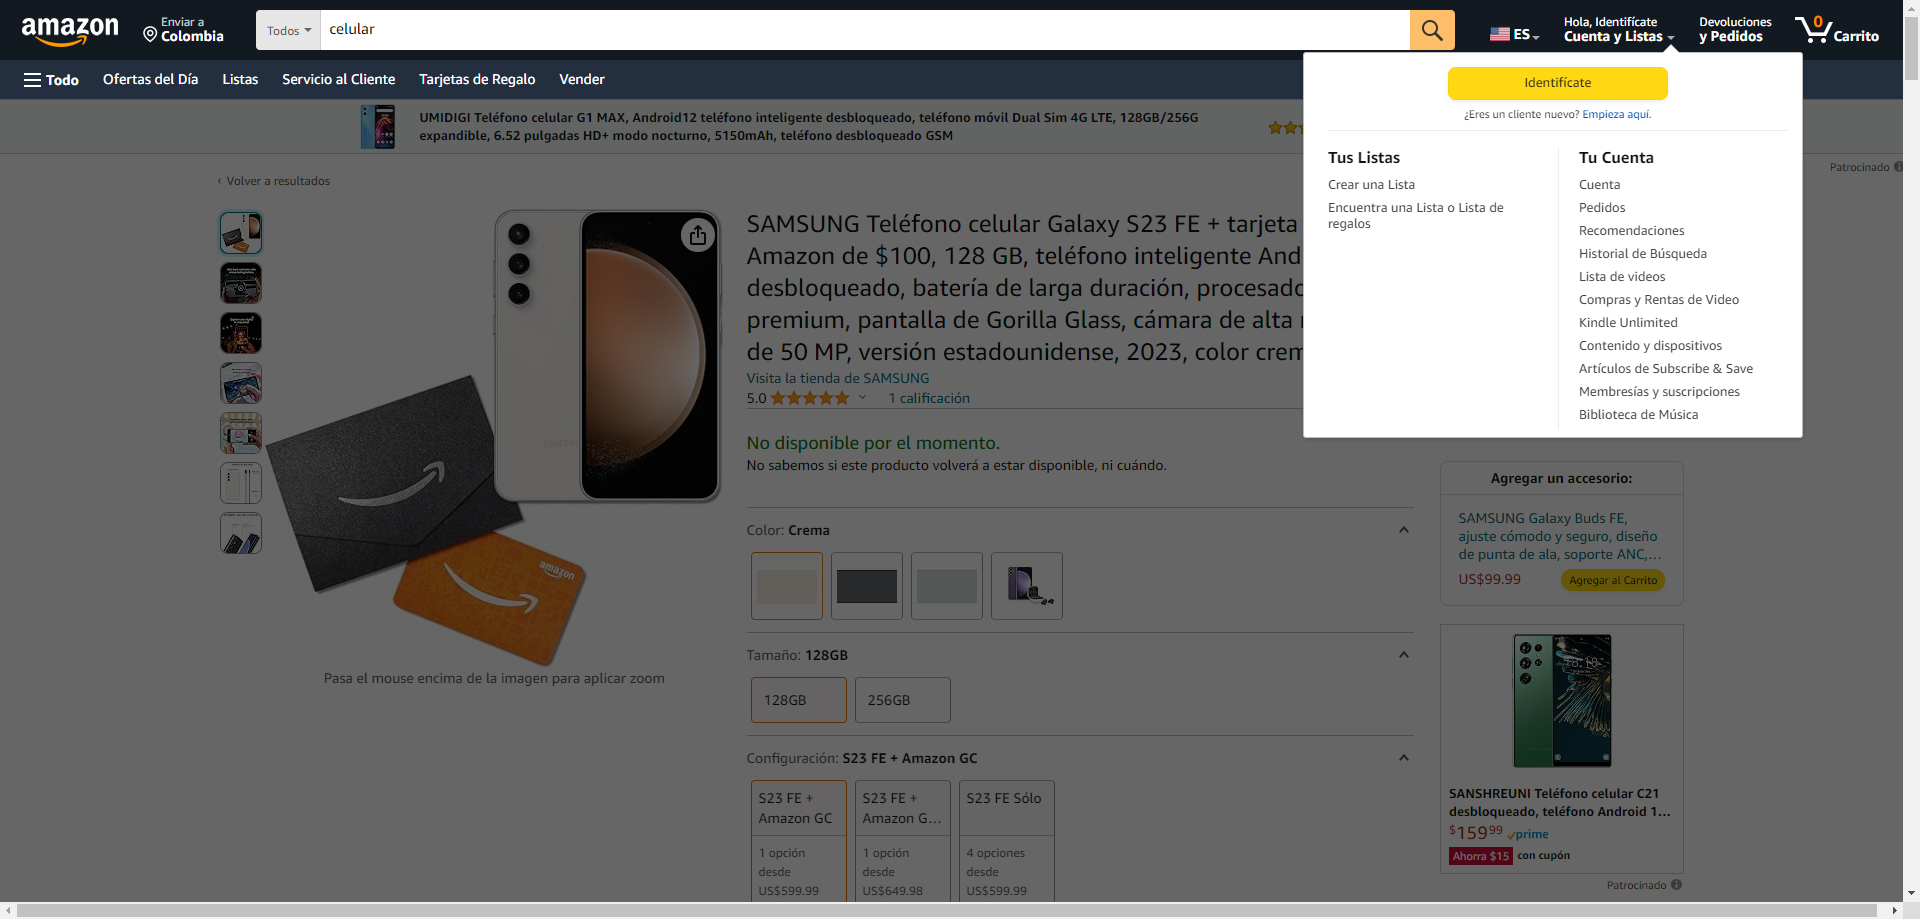 amazon
Enviar a
Colombia
Todos
celular
ES
Hola, Identifícate
Cuenta y Listas
Devoluciones
y Pedidos
0
Carrito
Todo
Ofertas del Día
Listas
Servicio al Cliente
Tarjetas de Regalo
Vender
Identifícate
¿Eres un cliente nuevo? Empieza aquí.
Tus Listas
Crear una Lista
Encuentra una Lista o Lista de
regalos
Tu Cuenta
Cuenta
Pedidos
Recomendaciones
Historial de Búsqueda
Lista de videos
Compras y Rentas de Video
Kindle Unlimited
Contenido y dispositivos
Artículos de Subscribe & Save
Membresías y suscripciones
Biblioteca de Música
UMIDIGI Teléfono celular G1 MAX, Android12 teléfono inteligente desbloqueado, teléfono móvil Dual Sim 4G LTE, 128GB/256G
expandible, 6.52 pulgadas HD+ modo nocturno, 5150mAh, teléfono desbloqueado GSM
Patrocinado
‹ Volver a resultados
SAMSUNG
amazon
Pasa el mouse encima de la imagen para aplicar zoom
SAMSUNG Teléfono celular Galaxy S23 FE + tarjeta
Amazon de $100, 128 GB, teléfono inteligente And
desbloqueado, batería de larga duración, procesado
premium, pantalla de Gorilla Glass, cámara de alta
de 50 MP, versión estadounidense, 2023, color crem
Visita la tienda de SAMSUNG
5.0
1 calificación
No disponible por el momento.
No sabemos si este producto volverá a estar disponible, ni cuándo.
Color: Crema
Tamaño: 128GB
128GB
256GB
Configuración: S23 FE + Amazon GC
S23 FE +
Amazon GC
1 opción
desde
US$599.99
S23 FE +
Amazon G…
1 opción
desde
US$649.98
S23 FE Sólo
4 opciones
desde
US$599.99
Agregar un accesorio:
SAMSUNG Galaxy Buds FE,
ajuste cómodo y seguro, diseño
de punta de ala, soporte ANC,…
US$99.99
Agregar al Carrito
18:10
SANSHREUNI Teléfono celular C21
desbloqueado, teléfono Android 1…
$15999
prime
Ahorra $15 con cupón
Patrocinado